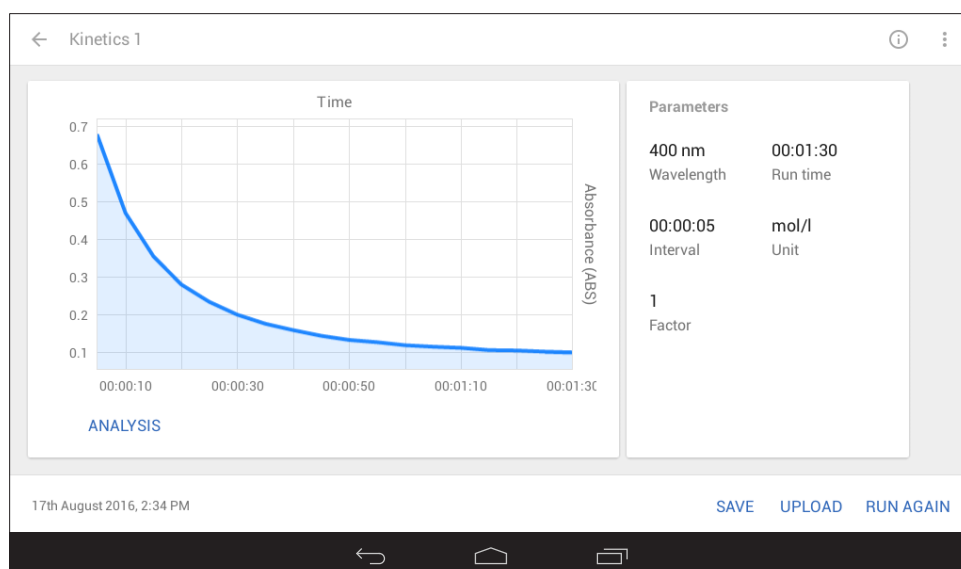 Kinetics 1
Time
0.7
0.6
0.5
0.4
0.3
0.2
0.1
Absorbance (ABS)
00:00:10 00:00:30 00:00:50 00:01:10 00:01:30
ANALYSIS
Parameters
400 nm 00:01:30
Wavelength Run time
00:00:05 mol/l
Interval Unit
1
Factor
17th August 2016, 2:34 PM
SAVE UPLOAD RUN AGAIN